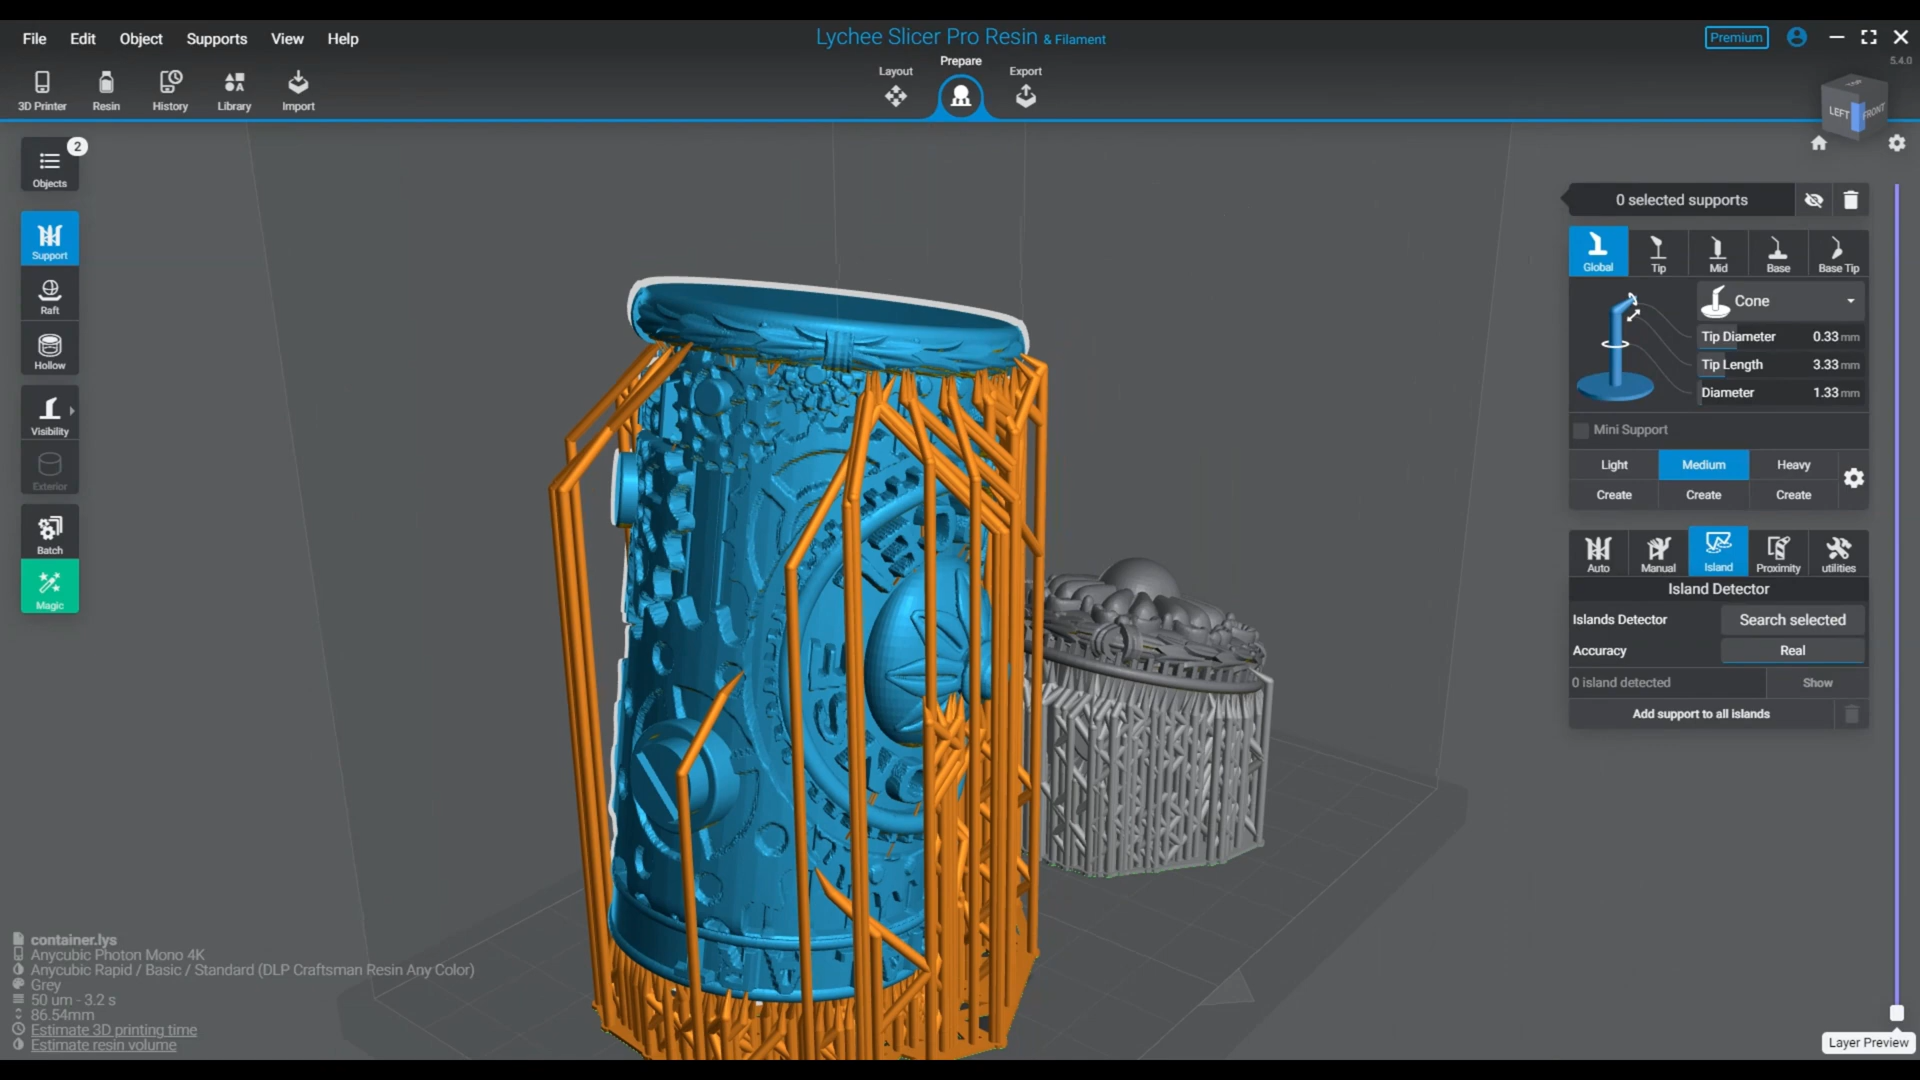 File Edit Object Supports View Help
Lychee Slicer Pro Resin & Filament
Premium
5.4.0
3D Printer Resin History Library Import
Layout Prepare Export
TOP
LEFT FRONT
2
Objects
Support
Raft
Hollow
Visibility
Exterior
Batch
Magic
0 selected supports
Global Tip Mid Base Base Tip
Cone
Tip Diameter 0.33 mm
Tip Length 3.33 mm
Diameter 1.33 mm
Mini Support
Light Medium Heavy
Create Create Create
Auto Manual Island Proximity utilities
Island Detector
Islands Detector Search selected
Accuracy Real
0 island detected Show
Add support to all islands
container.lys
Anycubic Photon Mono 4K
Anycubic Rapid / Basic / Standard (DLP Craftsman Resin Any Color)
Grey
50 um - 3.2 s
86.54mm
Estimate 3D printing time
Estimate resin volume
Layer Preview